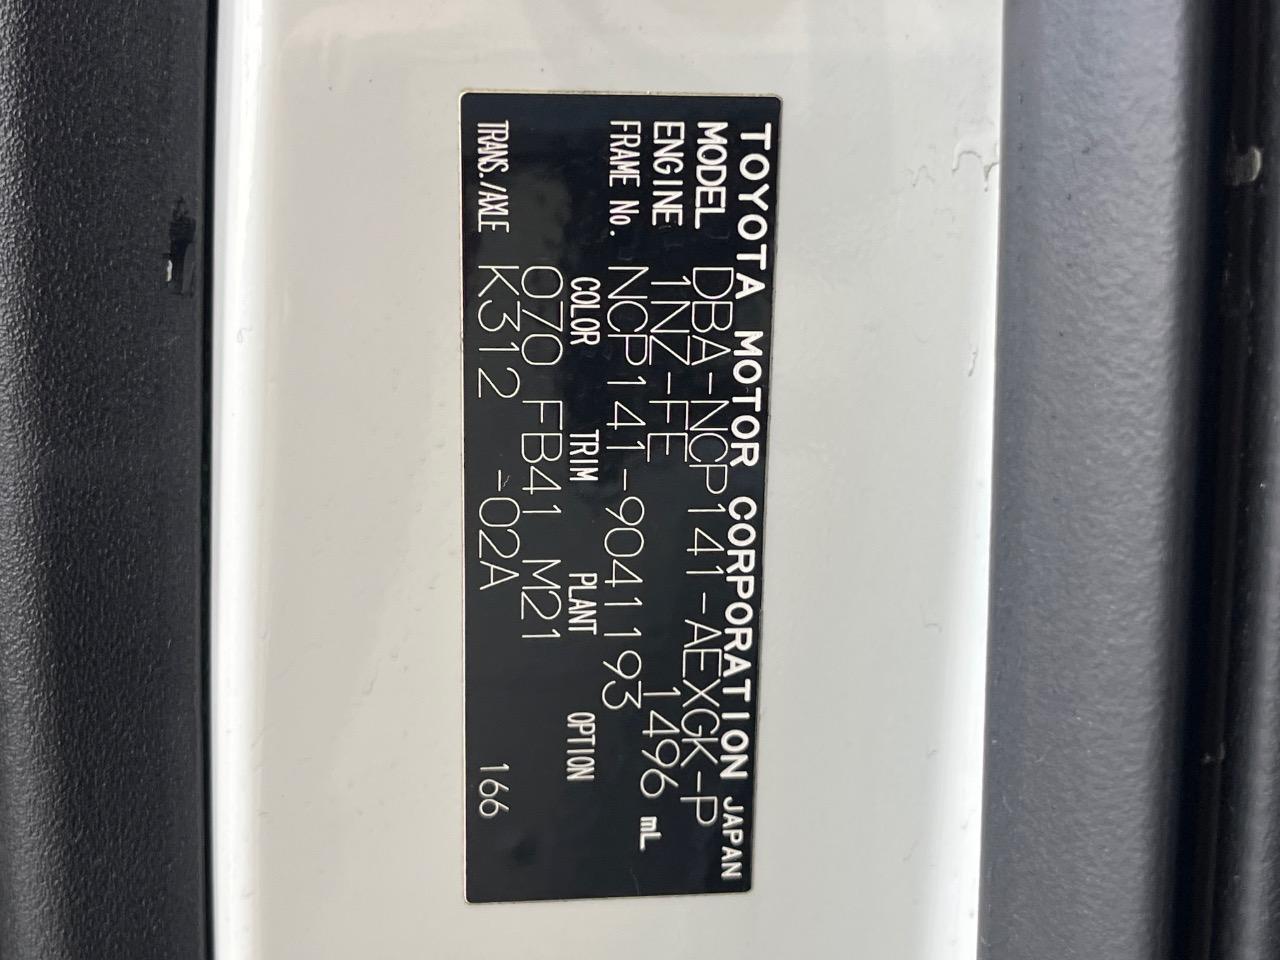 TOYOTA MOTOR CORPORATION JAPAN
MODEL DBA-NCP141-AEXGK-P
ENGINE 1NZ-FE 1496 mL
FRAME No. NCP141-9041193
COLOR TRIM PLANT OPTION
070 FB41 M21
TRANS./AXLE K312 -02A 166